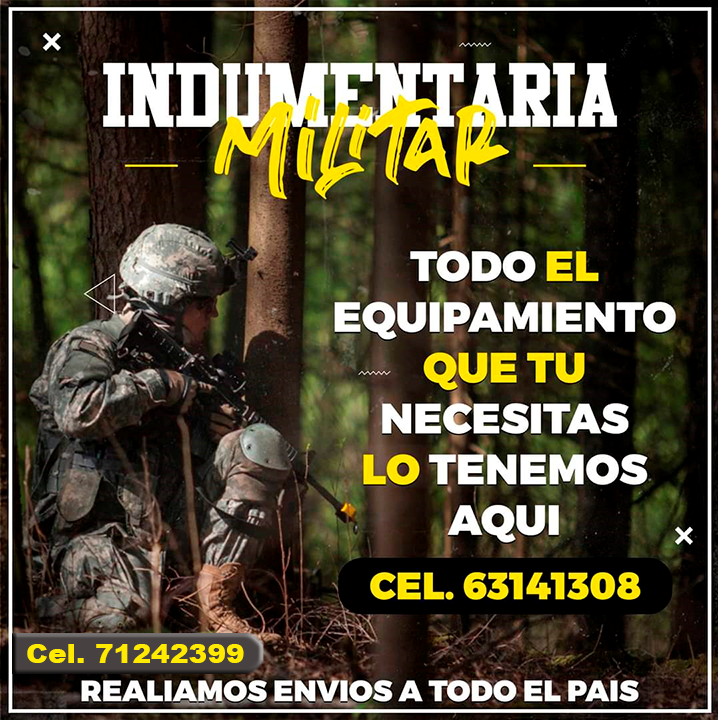 INDUMENTARIA
MILITAR
TODO EL
EQUIPAMIENTO
QUE TU
NECESITAS
LO TENEMOS
AQUI
CEL. 63141308
Cel. 71242399
REALIAMOS ENVIOS A TODO EL PAIS